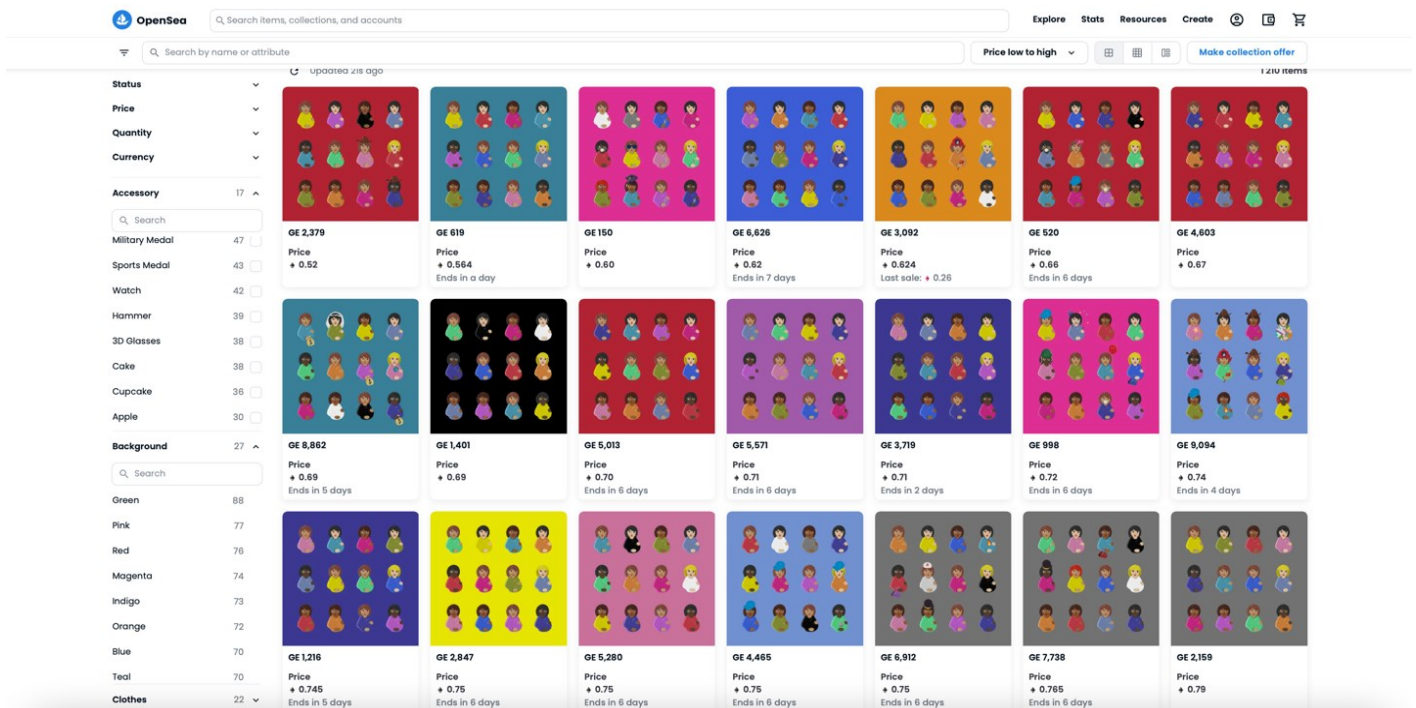 OpenSea
Search items, collections, and accounts
Explore Stats Resources Create
Search by name or attribute
Price low to high
Make collection offer
Updated 21s ago
1 210 items
Status
Price
Quantity
Currency
Accessory 17
Search
Military Medal 47
Sports Medal 43
Watch 42
Hammer 39
3D Glasses 38
Cake 38
Cupcake 36
Apple 30
Background 27
Search
Green 88
Pink 77
Red 76
Magenta 74
Indigo 73
Orange 72
Blue 70
Teal 70
Clothes 22
GE 2,379
Price
0.52
GE 619
Price
0.564
Ends in a day
GE 150
Price
0.60
GE 6,626
Price
0.62
Ends in 7 days
GE 3,092
Price
0.624
Last sale: 0.26
GE 520
Price
0.66
Ends in 6 days
GE 4,603
Price
0.67
GE 8,862
Price
0.69
Ends in 5 days
GE 1,401
Price
0.69
GE 5,013
Price
0.70
Ends in 6 days
GE 5,571
Price
0.71
Ends in 6 days
GE 3,719
Price
0.71
Ends in 2 days
GE 998
Price
0.72
Ends in 6 days
GE 9,094
Price
0.74
Ends in 4 days
GE 1,216
Price
0.745
Ends in 5 days
GE 2,847
Price
0.75
Ends in 6 days
GE 5,280
Price
0.75
Ends in 6 days
GE 4,465
Price
0.75
Ends in 6 days
GE 6,912
Price
0.75
Ends in 6 days
GE 7,738
Price
0.765
Ends in 6 days
GE 2,159
Price
0.79